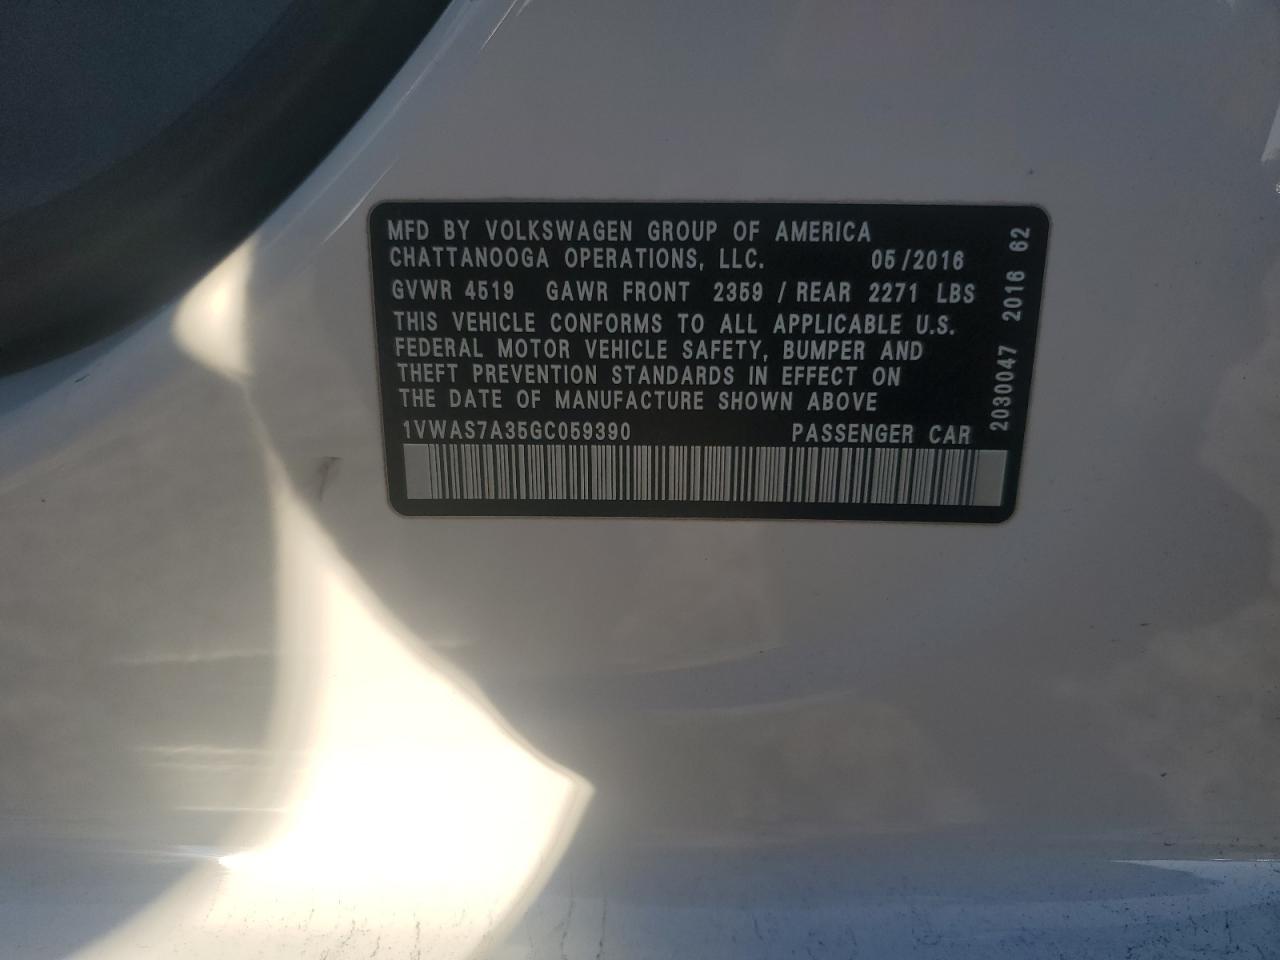 MFD BY VOLKSWAGEN GROUP OF AMERICA
CHATTANOOGA OPERATIONS, LLC. 05/2016
GVWR 4519 GAWR FRONT 2359 / REAR 2271 LBS
THIS VEHICLE CONFORMS TO ALL APPLICABLE U.S.
FEDERAL MOTOR VEHICLE SAFETY, BUMPER AND
THEFT PREVENTION STANDARDS IN EFFECT ON
THE DATE OF MANUFACTURE SHOWN ABOVE
1VWAS7A35GC059390 PASSENGER CAR
2030047 2016 62